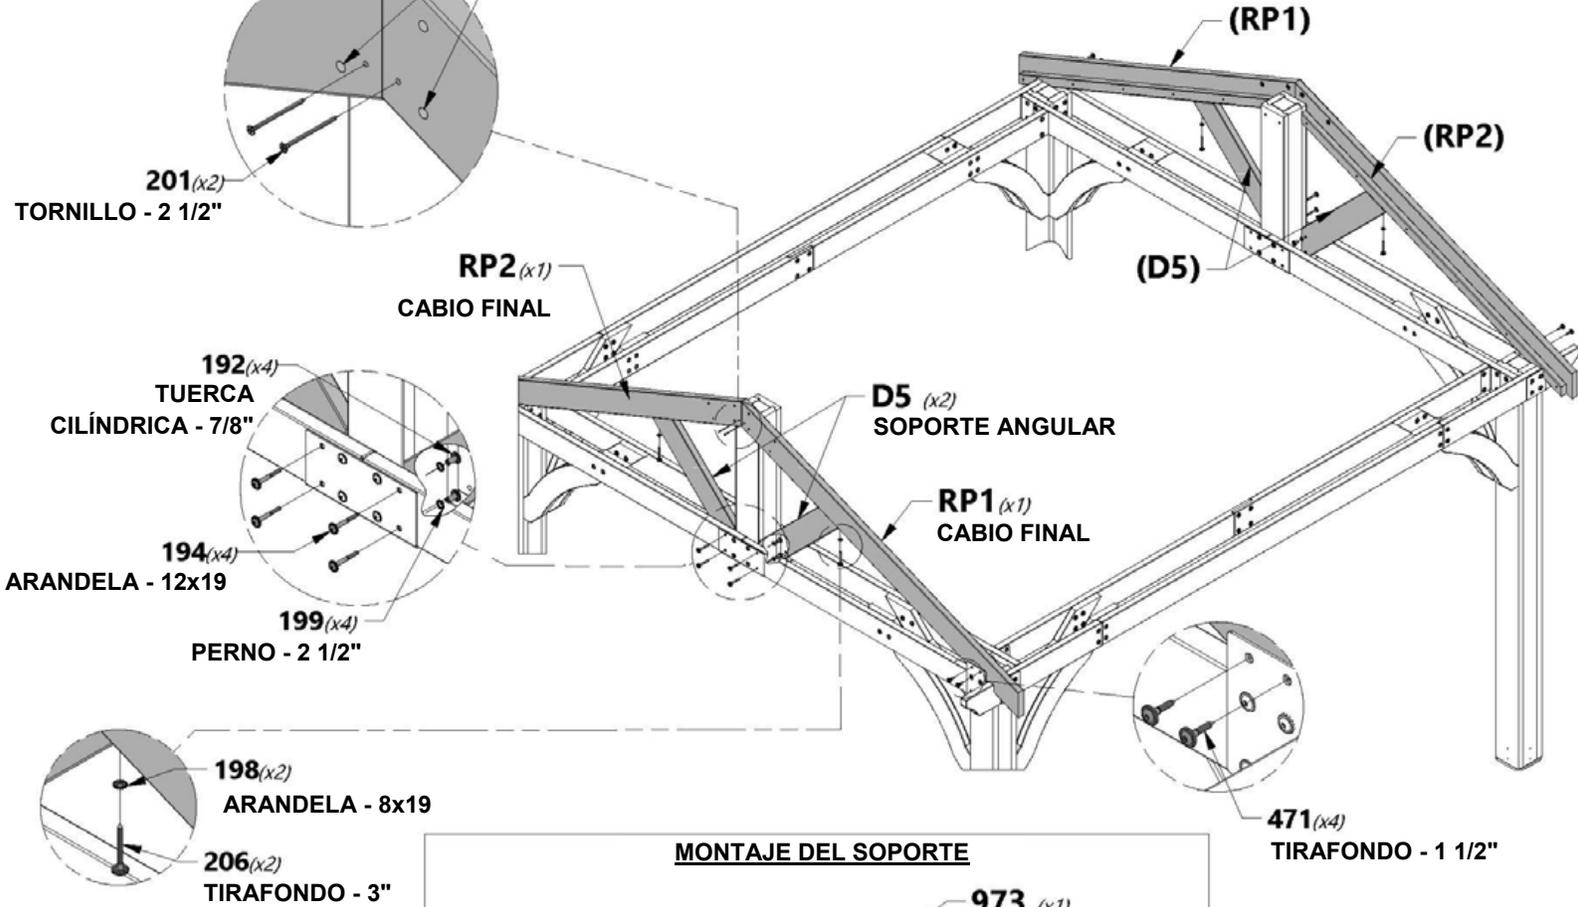 (RP1)
(RP2)
201(x2)
TORNILLO - 2 1/2"
RP2(x1)
CABIO FINAL
(D5)
192(x4)
TUERCA
CILÍNDRICA - 7/8"
D5 (x2)
SOPORTE ANGULAR
RP1(x1)
CABIO FINAL
194(x4)
ARANDELA - 12x19
199(x4)
PERNO - 2 1/2"
198(x2)
ARANDELA - 8x19
206(x2)
TIRAFONDO - 3"
471(x4)
TIRAFONDO - 1 1/2"
MONTAJE DEL SOPORTE
973 (x1)